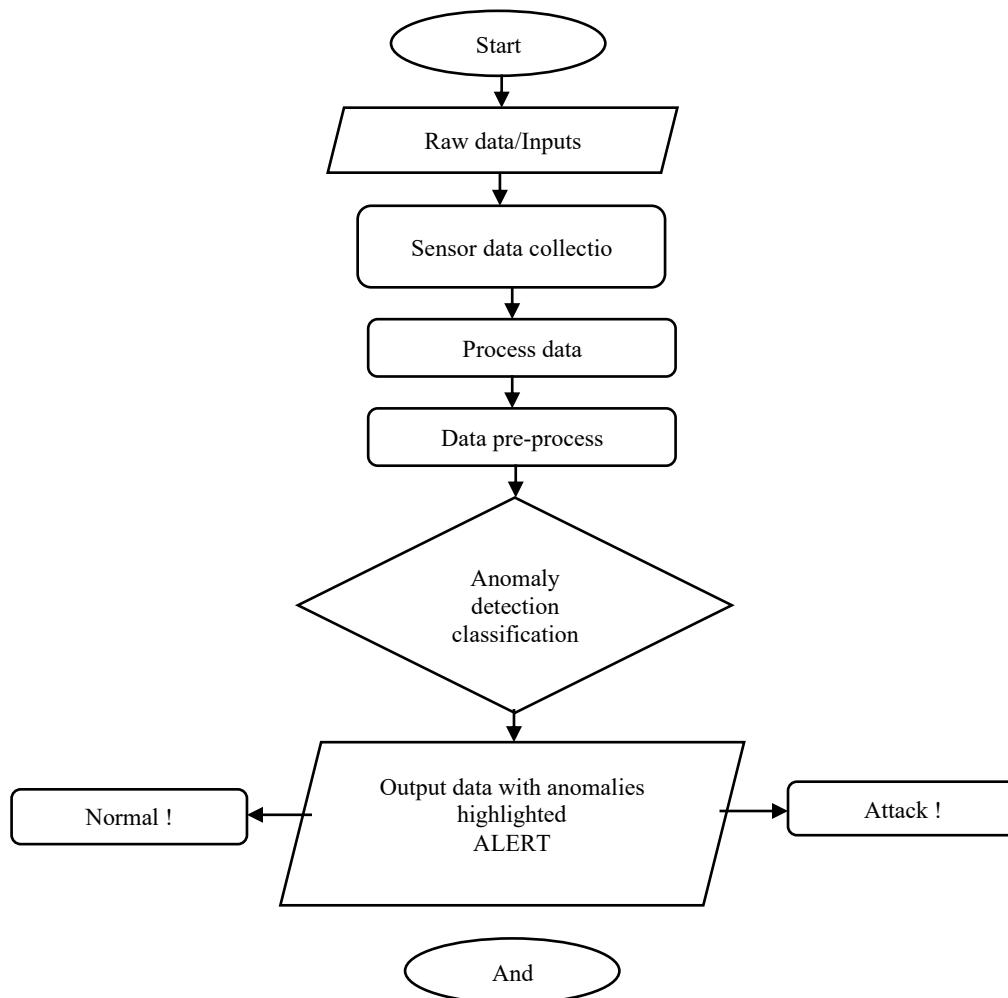 Start
Raw data/Inputs
Sensor data collectio
Process data
Data pre-process
Anomaly
detection
classification
Output data with anomalies
highlighted
ALERT
Normal !
Attack !
And